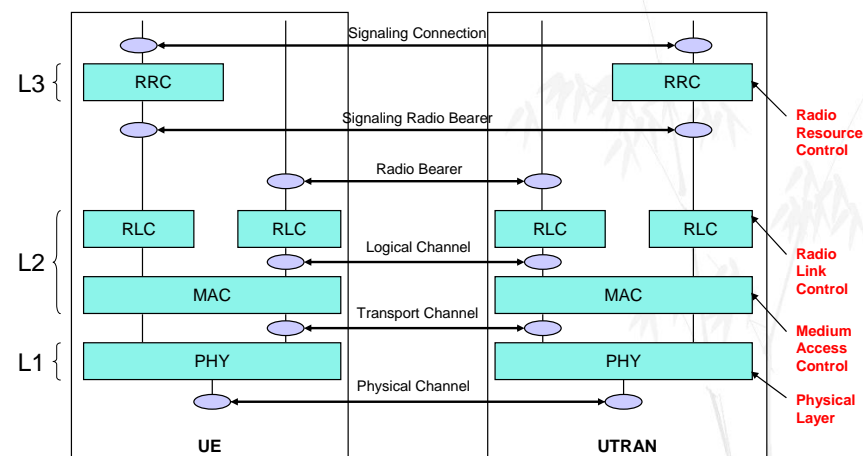 Signaling Connection
L3
RRC
RRC
Radio
Resource
Control
Signaling Radio Bearer
Radio Bearer
L2
RLC
RLC
RLC
RLC
Radio
Link
Control
Logical Channel
MAC
MAC
Transport Channel
Medium
Access
Control
L1
PHY
PHY
Physical Channel
Physical
Layer
UE
UTRAN